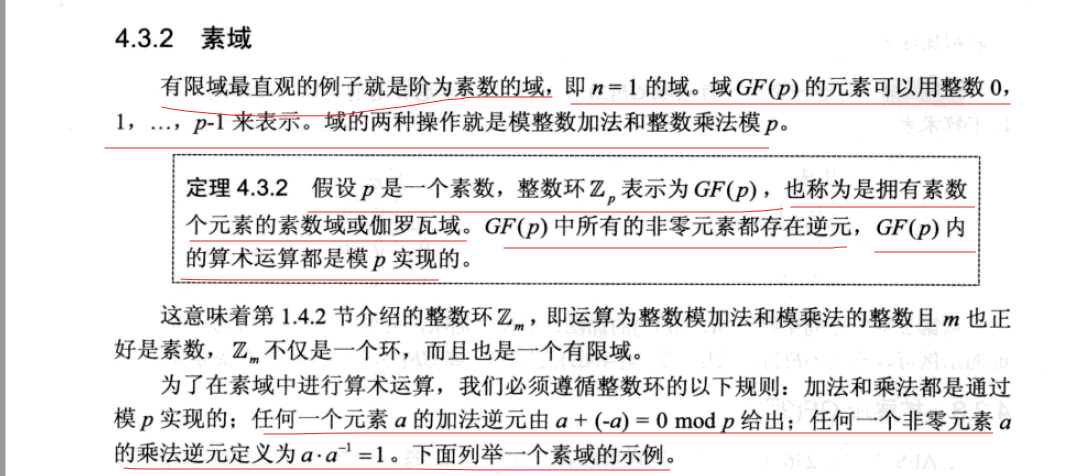 4.3.2 素域
有限域最直观的例子就是阶为素数的域，即 n = 1 的域。域 GF(p) 的元素可以用整数 0，
1，…，p-1 来表示。域的两种操作就是模整数加法和整数乘法模 p。
定理 4.3.2 假设 p 是一个素数，整数环 ℤp 表示为 GF(p)，也称为是拥有素数
个元素的素数域或伽罗瓦域。GF(p) 中所有的非零元素都存在逆元，GF(p) 内
的算术运算都是模 p 实现的。
这意味着第 1.4.2 节介绍的整数环 ℤm，即运算为整数模加法和模乘法的整数且 m 也正
好是素数，ℤm 不仅是一个环，而且也是一个有限域。
为了在素域中进行算术运算，我们必须遵循整数环的以下规则：加法和乘法都是通过
模 p 实现的；任何一个元素 a 的加法逆元由 a + (-a) = 0 mod p 给出；任何一个非零元素 a
的乘法逆元定义为 a·a⁻¹ =1。下面列举一个素域的示例。